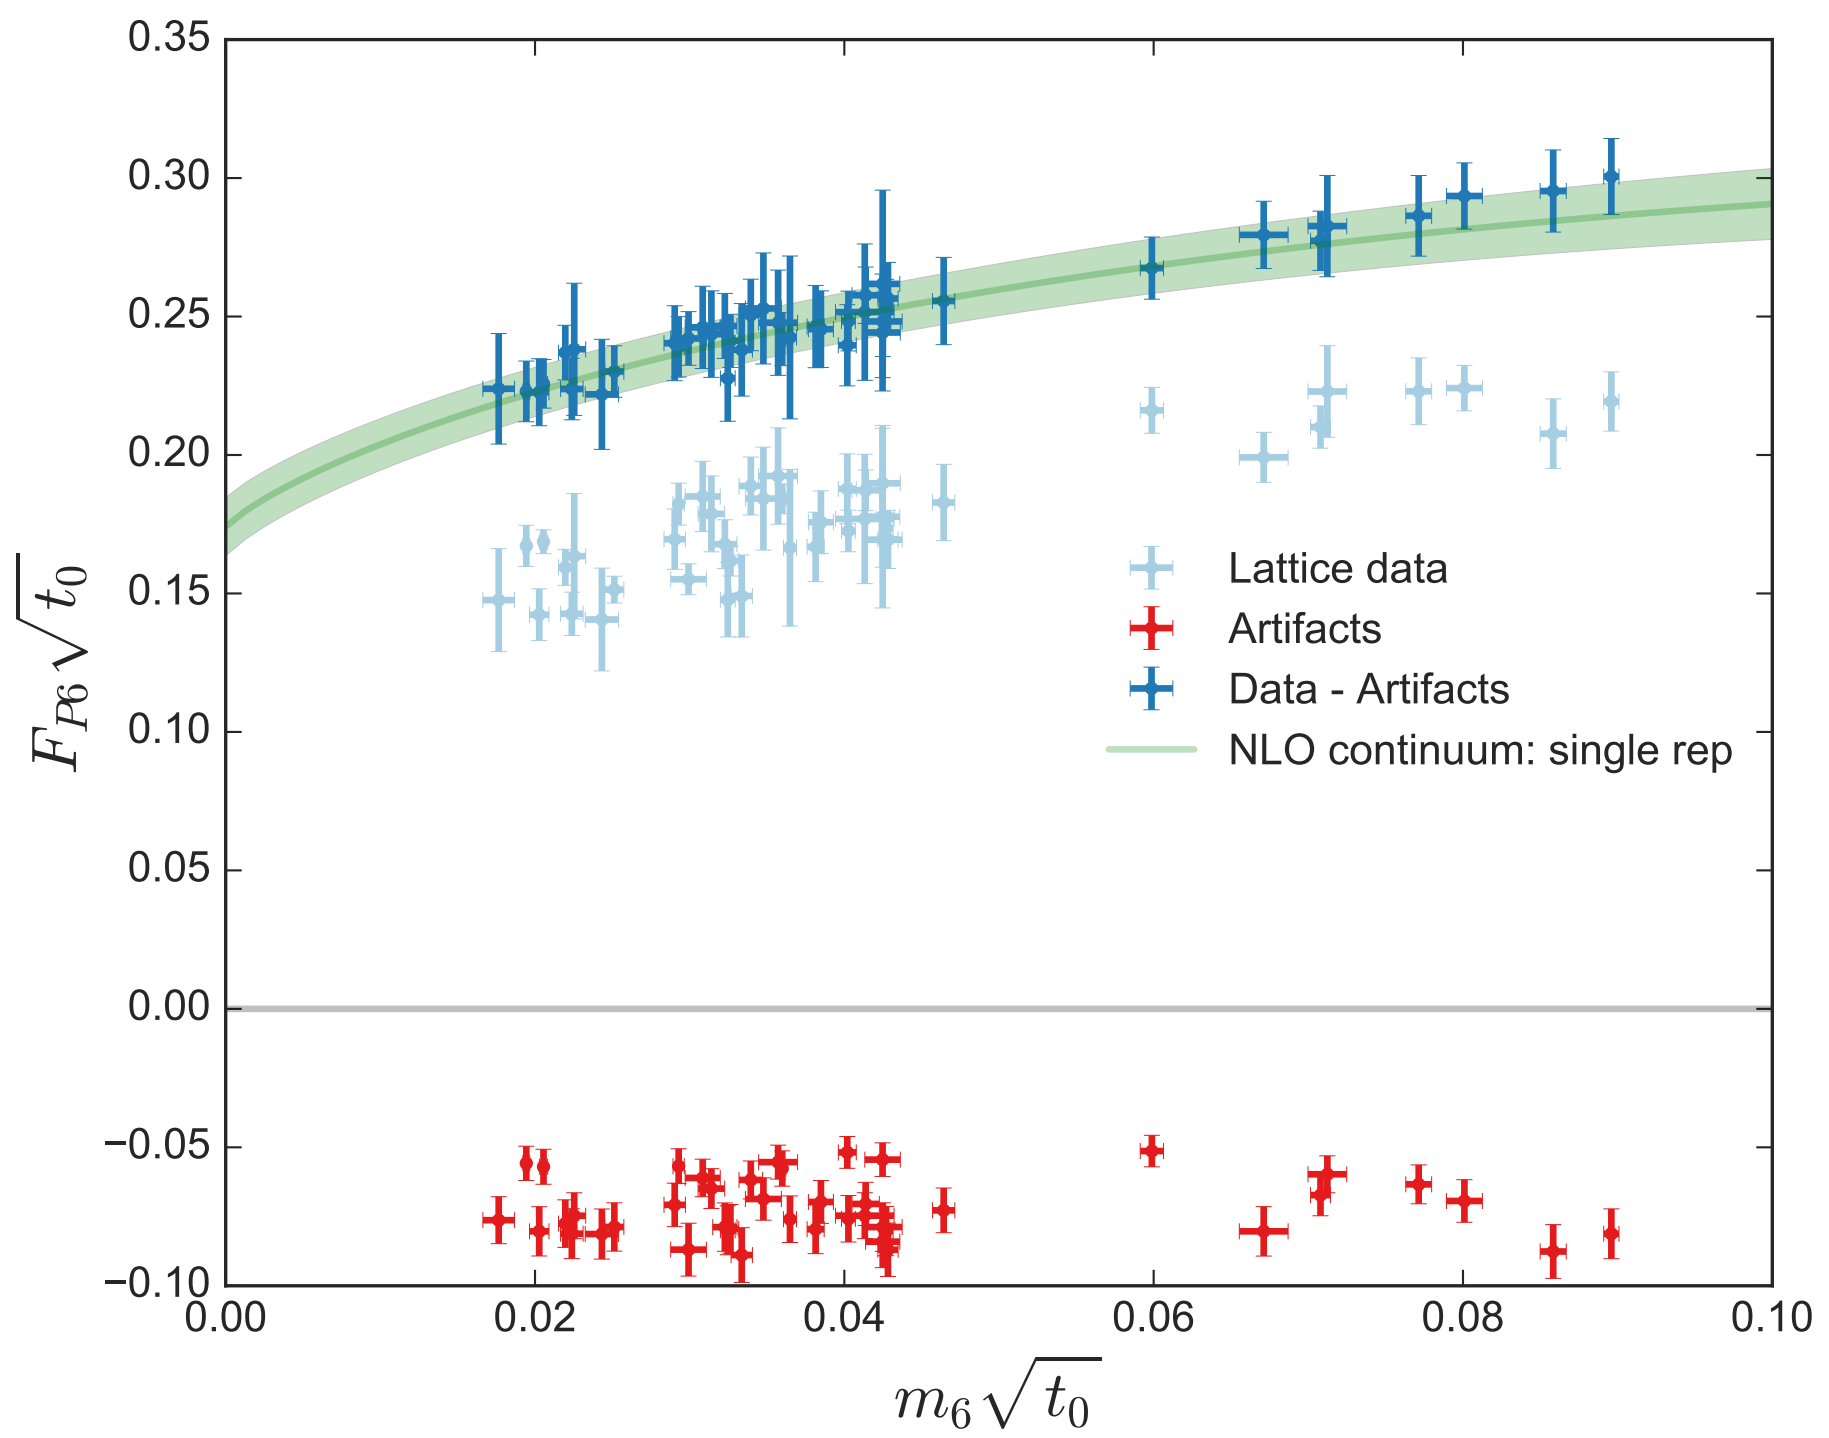 0.35
0.30
0.25
0.20
0.15
0.10
0.05
0.00
−0.05
−0.10
F_{P6}√t_0
Lattice data
Artifacts
Data - Artifacts
NLO continuum: single rep
0.00 0.02 0.04 0.06 0.08 0.10
m_6√t_0